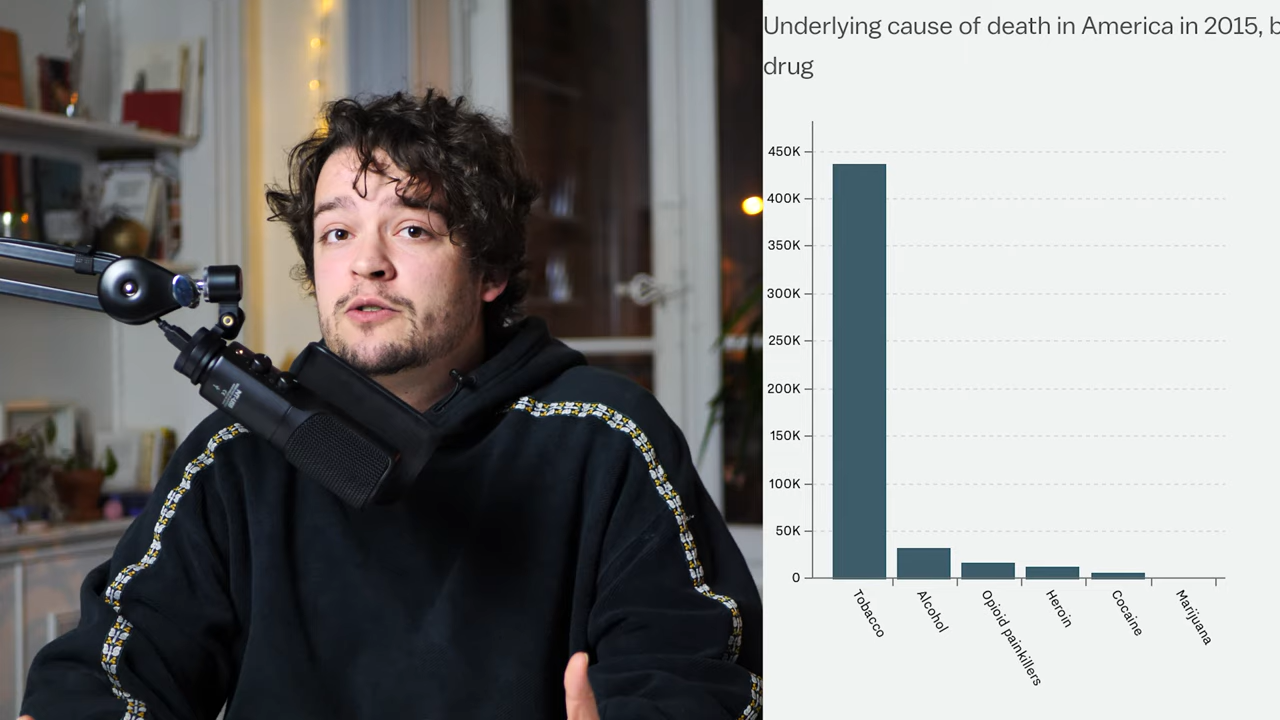 Underlying cause of death in America in 2015, b
drug
450K
400K
350K
300K
250K
200K
150K
100K
50K
0
Tobacco
Alcohol
Opioid painkillers
Heroin
Cocaine
Marijuana